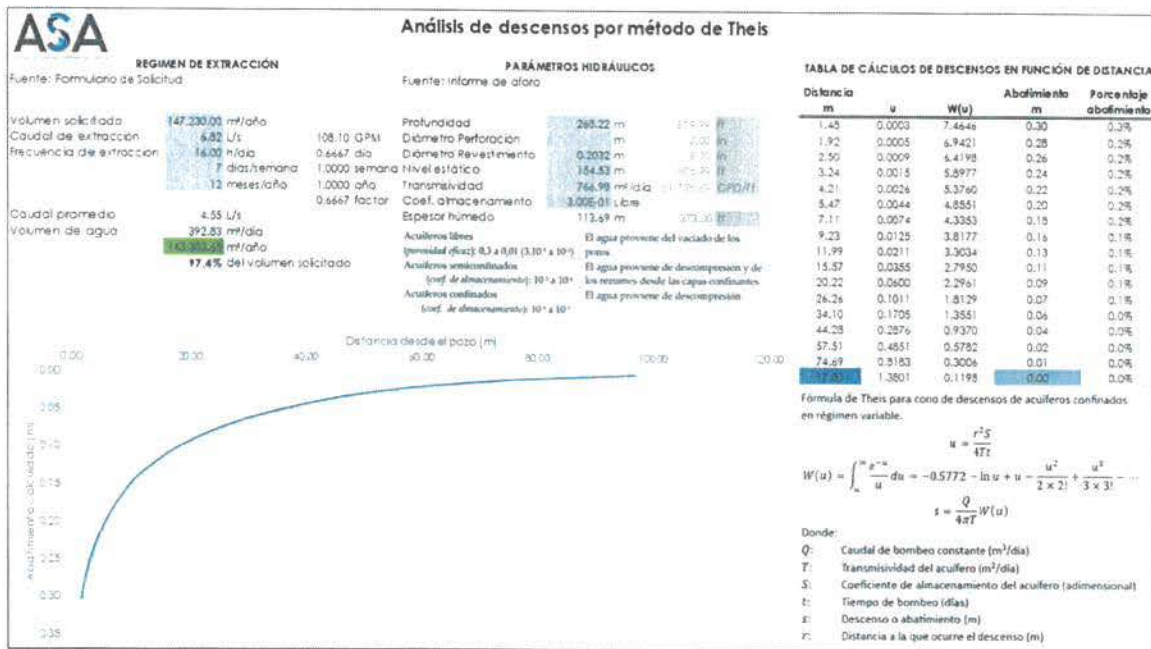 ASA
Análisis de descensos por método de Theis
REGIMEN DE EXTRACCIÓN
Fuente: Formulario de Solicitud
Volumen solicitado 147,230.00 m³/año
Caudal de extracción 6.82 L/s 108.10 GPM
Frecuencia de extracción 16.00 h/día 0.6667 día
7 días/semana 1.0000 semana
12 meses/año 1.0000 año
0.6667 factor
Caudal promedio 4.55 L/s
Volumen de agua 392.83 m³/día
m³/año
97.4% del volumen solicitado
PARÁMETROS HIDRÁULICOS
Fuente: Informe de aforo
Profundidad 268.22 m ft
Diámetro Perforación m
Diámetro Revestimiento 0.2032 m
Nivel estático 154.53 m ft
Transmisividad 766.98 m²/día GPD/ft
Coef. almacenamiento 3.00E-01 Libre
Espesor húmedo 113.69 m 373.00 ft
Acuíferos libres El agua proviene del vaciado de los
(porosidad eficaz): 0,3 a 0,01 (3.10⁻¹ a 10⁻²) poros
Acuíferos semiconfinados El agua proviene de descompresión y de
(coef. de almacenamiento): 10⁻³ a 10⁻⁴ los rezumes desde las capas confinantes
Acuíferos confinados El agua proviene de descompresión
(coef. de almacenamiento): 10⁻⁴ a 10⁻⁵
TABLA DE CÁLCULOS DE DESCENSOS EN FUNCIÓN DE DISTANCIA
Distancia Abatimiento Porcentaje
m u W(u) m abatimiento
1.48 0.0003 7.4646 0.30 0.3%
1.92 0.0005 6.9421 0.28 0.2%
2.50 0.0009 6.4198 0.26 0.2%
3.24 0.0015 5.8977 0.24 0.2%
4.21 0.0026 5.3760 0.22 0.2%
5.47 0.0044 4.8551 0.20 0.2%
7.11 0.0074 4.3353 0.18 0.2%
9.23 0.0125 3.8177 0.16 0.1%
11.99 0.0211 3.3034 0.13 0.1%
15.57 0.0355 2.7950 0.11 0.1%
20.22 0.0600 2.2961 0.09 0.1%
26.26 0.1011 1.8129 0.07 0.1%
34.10 0.1705 1.3551 0.06 0.0%
44.28 0.2876 0.9370 0.04 0.0%
57.51 0.4851 0.5782 0.02 0.0%
74.69 0.8183 0.3006 0.01 0.0%
1.3801 0.1198 0.00 0.0%
Fórmula de Theis para cono de descensos de acuíferos confinados
en régimen variable.
u = r²S / 4Tt
W(u) = ∫ᵤ^∞ e⁻ᵘ/u du = −0.5772 − ln u + u − u²/(2 × 2!) + u³/(3 × 3!) − ⋯
s = Q/(4πT) W(u)
Donde:
Q: Caudal de bombeo constante (m³/día)
T: Transmisividad del acuífero (m²/día)
S: Coeficiente de almacenamiento del acuífero (adimensional)
t: Tiempo de bombeo (días)
s: Descenso o abatimiento (m)
r: Distancia a la que ocurre el descenso (m)
Distancia desde el pozo (m)
0.00 20.00 40.00 60.00 80.00 100.00 120.00
Abatimiento calculado (m)
0.00
0.05
0.10
0.15
0.20
0.25
0.30
0.35